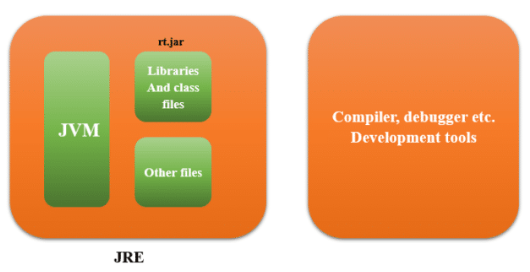 rt.jar
JVM
Libraries
And class
files
Other files
JRE
Compiler, debugger etc.
Development tools